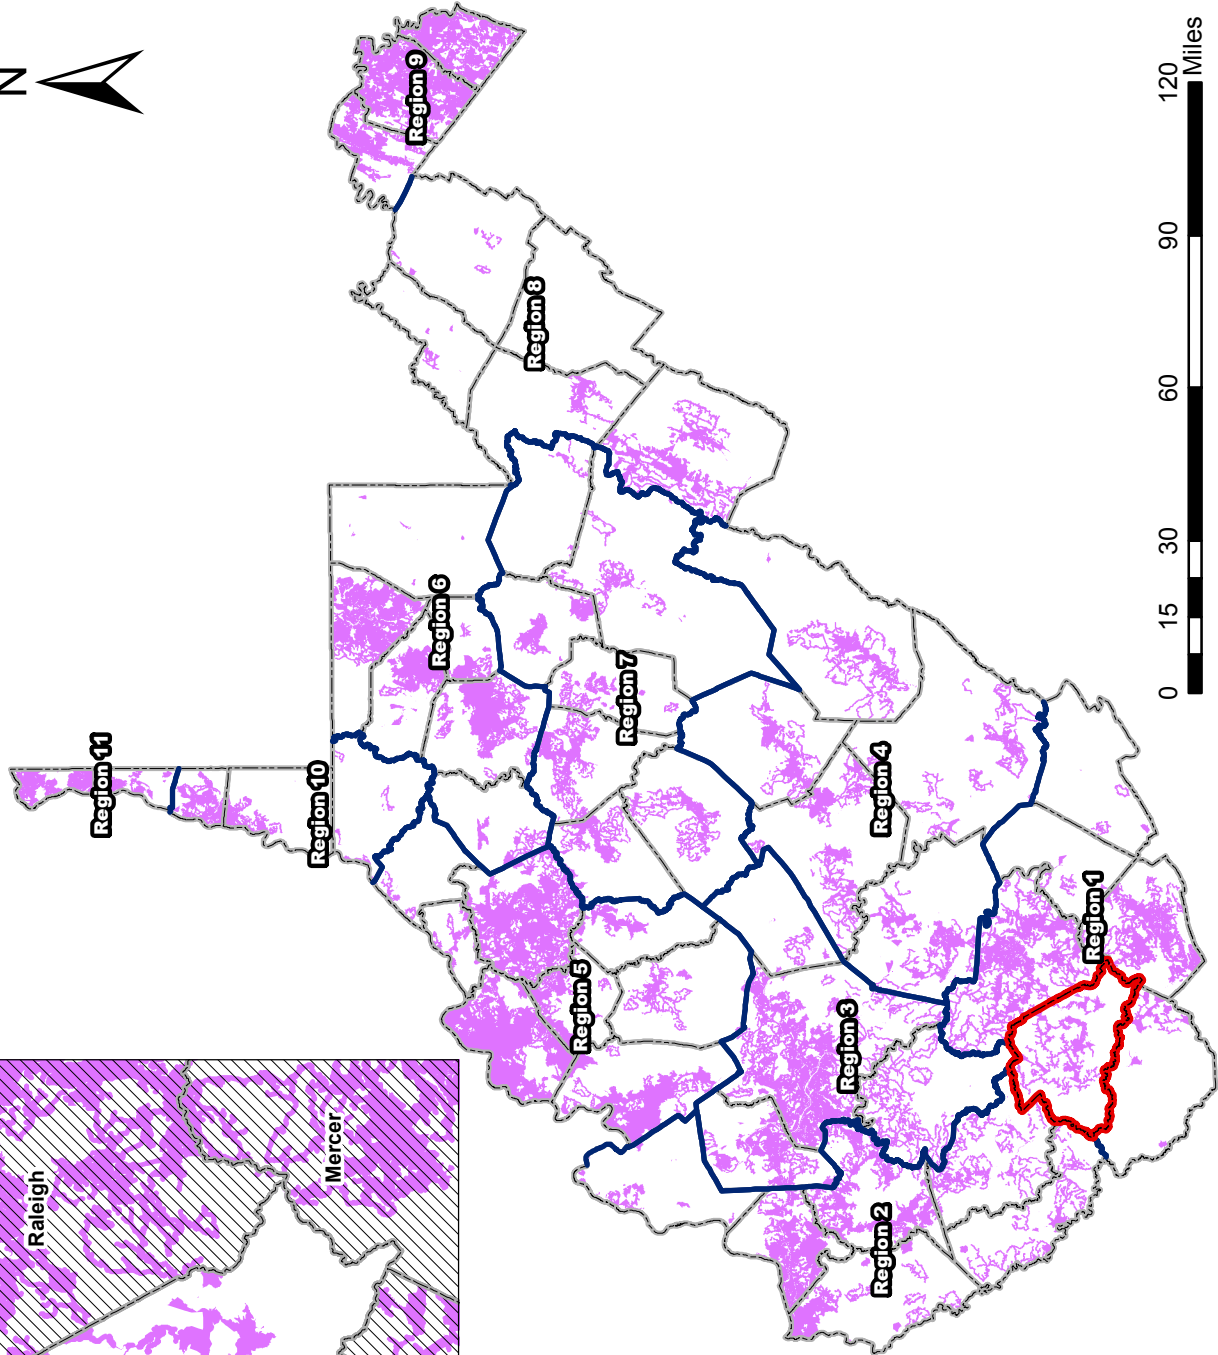 N
Region 11
Region 10
Region 9
Region 8
Region 6
Region 7
Region 5
Region 4
Region 3
Region 1
Region 2
Raleigh
Mercer
0
15
30
60
90
120
Miles